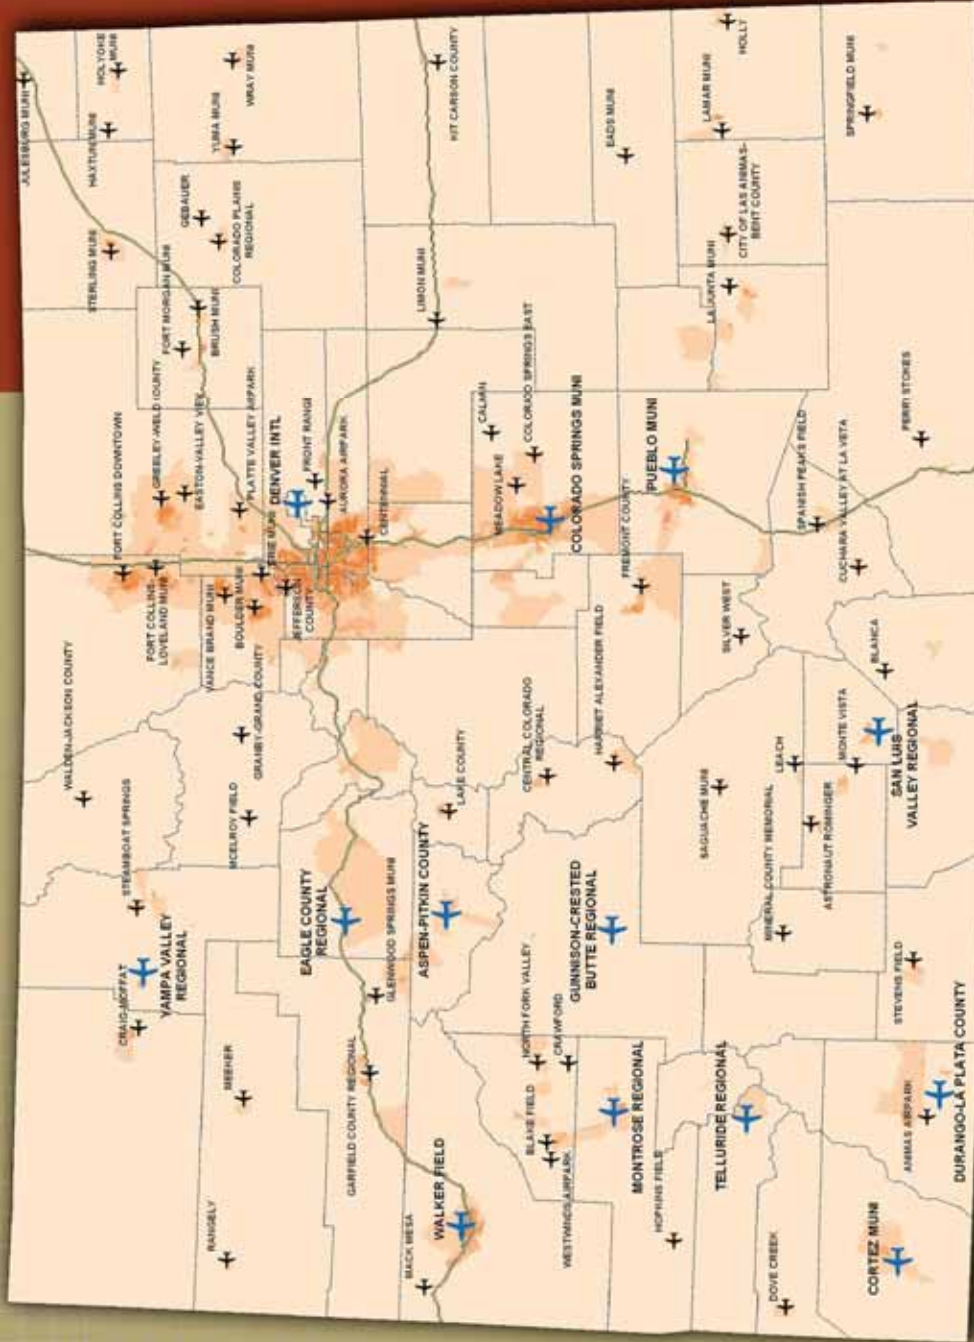 WALDEN-JACKSON COUNTY
STEAMBOAT SPRINGS
CRAIG-MOFFAT
YAMPA VALLEY
REGIONAL
FORT COLLINS DOWNTOWN
FORT COLLINS-
LOVELAND MUNI
STERLING MUNI
HAXTUN MUNI
HOLYOKE
MUNI
JULESBURG MUNI
RANGELY
MEEKER
MCELROY FIELD
GRANBY-GRAND COUNTY
VANCE BRAND MUNI
BOULDER MUNI
ERIE MUNI
JEFFERSON
COUNTY
EASTON-VALLEY VIEW
PLATTE VALLEY AIRPARK
FORT MORGAN MUNI
BRUSH MUNI
GEBAUER
COLORADO PLAINS
REGIONAL
YUMA MUNI
WRAY MUNI
DENVER INTL
AURORA AIRPARK
CENTENNIAL
GARFIELD COUNTY REGIONAL
GLENWOOD SPRINGS MUNI
EAGLE COUNTY
REGIONAL
MACK MESA
WALKER FIELD
ASPEN-PITKIN COUNTY
LAKE COUNTY
LIMON MUNI
KIT CARSON COUNTY
CALHAN
MEADOW LAKE
COLORADO SPRINGS EAST
COLORADO SPRINGS MUNI
BLAKE FIELD
WESTWINDS AIRPARK
NORTH FORK VALLEY
CRAWFORD
GUNNISON-CRESTED
BUTTE REGIONAL
CENTRAL COLORADO
REGIONAL
HARRIET ALEXANDER FIELD
FREMONT COUNTY
PUEBLO MUNI
EADS MUNI
MONTROSE REGIONAL
HOPKINS FIELD
TELLURIDE REGIONAL
SAGUACHE MUNI
SILVER WEST
LA JUNTA MUNI
CITY OF LAS ANIMAS-
BENT COUNTY
LAMAR MUNI
HOLLY
DOVE CREEK
MINERAL COUNTY MEMORIAL
LEACH
ASTRONAUT ROMINGER
MONTE VISTA
BLANCA
SPANISH PEAKS FIELD
CUCHARA VALLEY AT LA VETA
SPRINGFIELD MUNI
CORTEZ MUNI
ANIMAS AIRPARK
STEVENS FIELD
SAN LUIS
VALLEY REGIONAL
DURANGO-LA PLATA COUNTY